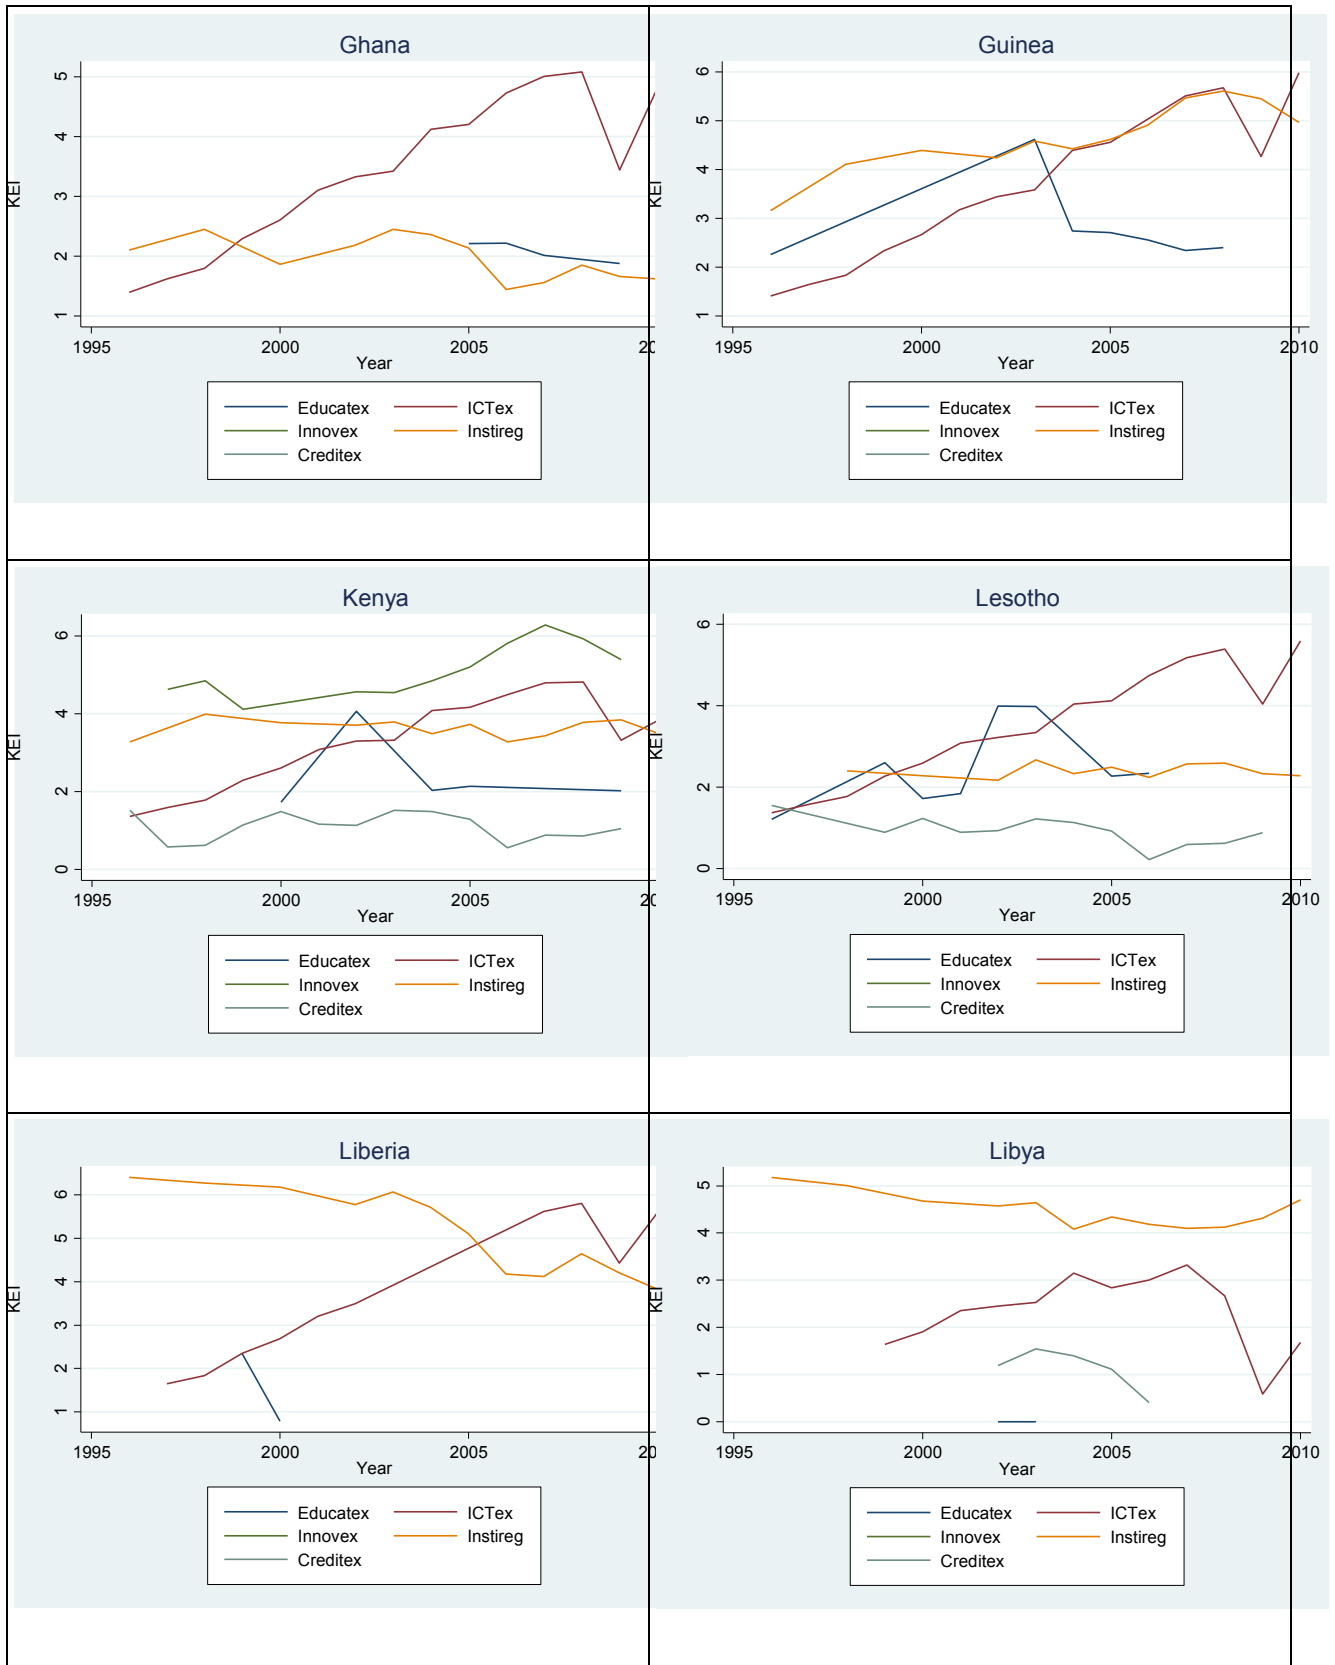 Ghana
KEI
5
4
3
2
1
1995 2000 2005 20
Year
Educatex ICTex
Innovex Instireg
Creditex
Guinea
KEI
6
5
4
3
2
1
1995 2000 2005 2010
Year
Educatex ICTex
Innovex Instireg
Creditex
Kenya
KEI
6
4
2
0
1995 2000 2005 20
Year
Educatex ICTex
Innovex Instireg
Creditex
Lesotho
KEI
6
4
2
0
1995 2000 2005 2010
Year
Educatex ICTex
Innovex Instireg
Creditex
Liberia
KEI
6
5
4
3
2
1
1995 2000 2005 20
Year
Educatex ICTex
Innovex Instireg
Creditex
Libya
KEI
5
4
3
2
1
0
1995 2000 2005 2010
Year
Educatex ICTex
Innovex Instireg
Creditex